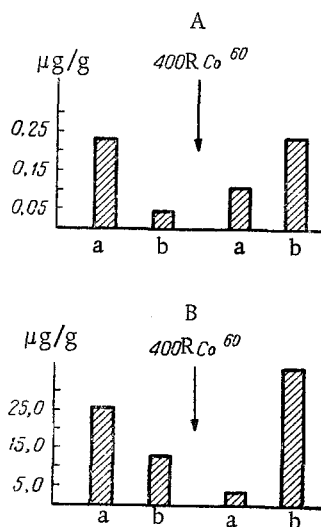 A
µg/g
400R Co 60
0.25
0.15
0.05
a b a b
B
µg/g
400R Co 60
25,0
15,0
5,0
a b a b